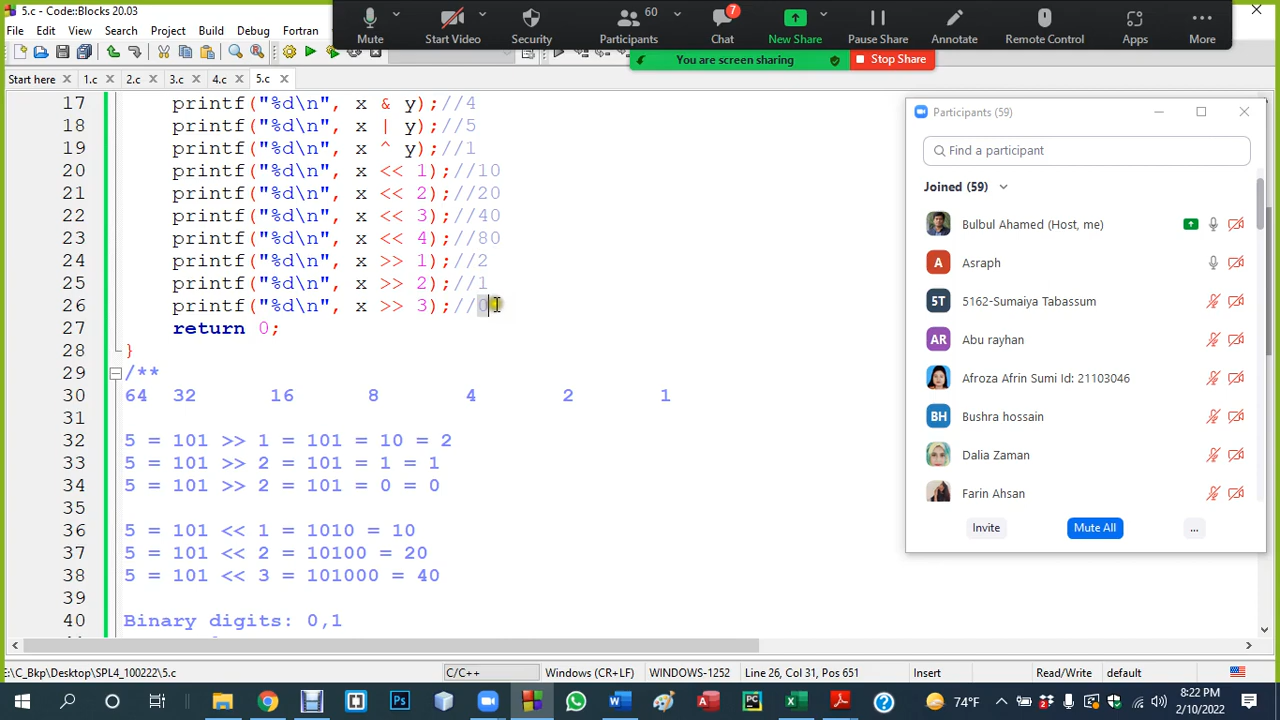 5.c - Code::Blocks 20.03
File Edit View Search Project Build Debug Fortran
Mute
Start Video
Security
60
Participants
7
Chat
New Share
Pause Share
Annotate
Remote Control
Apps
More
You are screen sharing
Stop Share
Start here 1.c 2.c 3.c 4.c 5.c
17 printf("%d\n", x & y);//4
18 printf("%d\n", x | y);//5
19 printf("%d\n", x ^ y);//1
20 printf("%d\n", x << 1);//10
21 printf("%d\n", x << 2);//20
22 printf("%d\n", x << 3);//40
23 printf("%d\n", x << 4);//80
24 printf("%d\n", x >> 1);//2
25 printf("%d\n", x >> 2);//1
26 printf("%d\n", x >> 3);//0
27 return 0;
28 }
29 /**
30 64 32 16 8 4 2 1
31
32 5 = 101 >> 1 = 101 = 10 = 2
33 5 = 101 >> 2 = 101 = 1 = 1
34 5 = 101 >> 2 = 101 = 0 = 0
35
36 5 = 101 << 1 = 1010 = 10
37 5 = 101 << 2 = 10100 = 20
38 5 = 101 << 3 = 101000 = 40
39
40 Binary digits: 0,1
Participants (59)
Find a participant
Joined (59)
Bulbul Ahamed (Host, me)
A Asraph
5T 5162-Sumaiya Tabassum
AR Abu rayhan
Afroza Afrin Sumi Id: 21103046
BH Bushra hossain
Dalia Zaman
Farin Ahsan
Invite
Mute All
...
E:\C_Bkp\Desktop\SPL4_100222\5.c
C/C++
Windows (CR+LF)
WINDOWS-1252
Line 26, Col 31, Pos 651
Insert
Read/Write
default
74°F
8:22 PM
2/10/2022